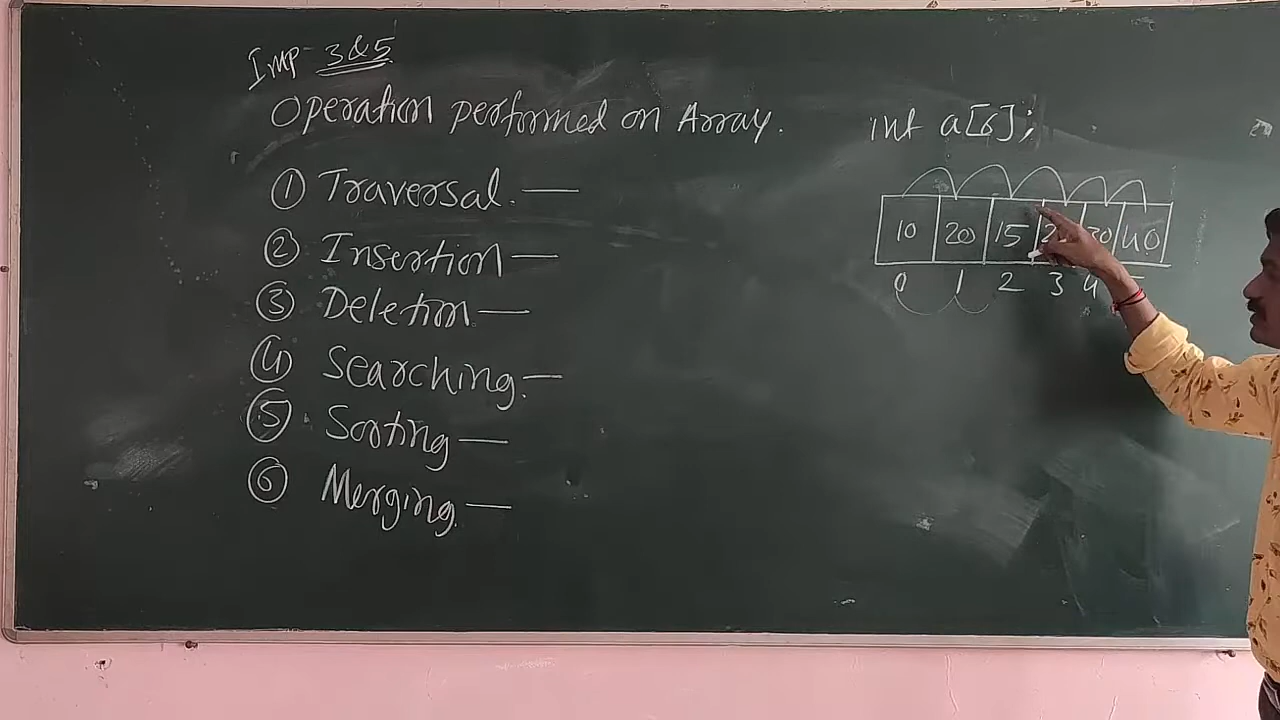 Imp- 3&5
Operation performed on Array.
① Traversal. —
② Insertion —
③ Deletion —
④ Searching. —
⑤ Sorting —
⑥ Merging. —
int a[6];
10 20 15 30 40
0 1 2 3 4